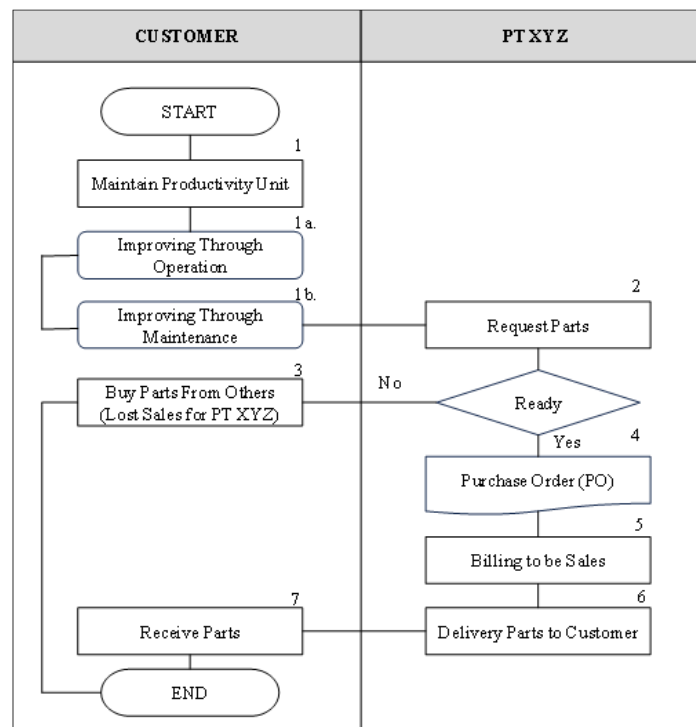 CUSTOMER
PT XYZ
START
1
Maintain Productivity Unit
1a.
Improving Through
Operation
1b.
Improving Through
Maintenance
2
Request Parts
3
Buy Parts From Others
(Lost Sales for PT XYZ)
No
Ready
Yes
4
Purchase Order (PO)
5
Billing to be Sales
6
Delivery Parts to Customer
7
Receive Parts
END